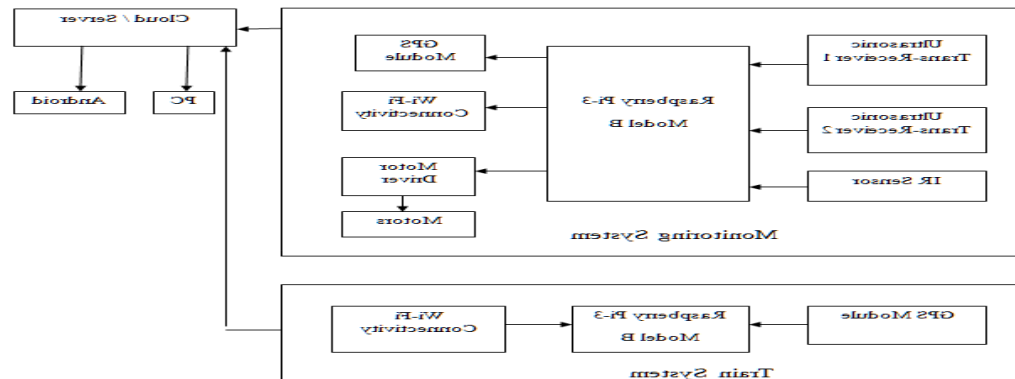 Cloud / Server
PC
Android
Ultrasonic
Trans-Receiver 1
Ultrasonic
Trans-Receiver 2
IR Sensor
Raspberry Pi-3
Model B
GPS
Module
Wi-Fi
Connectivity
Motor
Driver
Motors
Monitoring System
GPS Module
Raspberry Pi-3
Model B
Wi-Fi
Connectivity
Train System